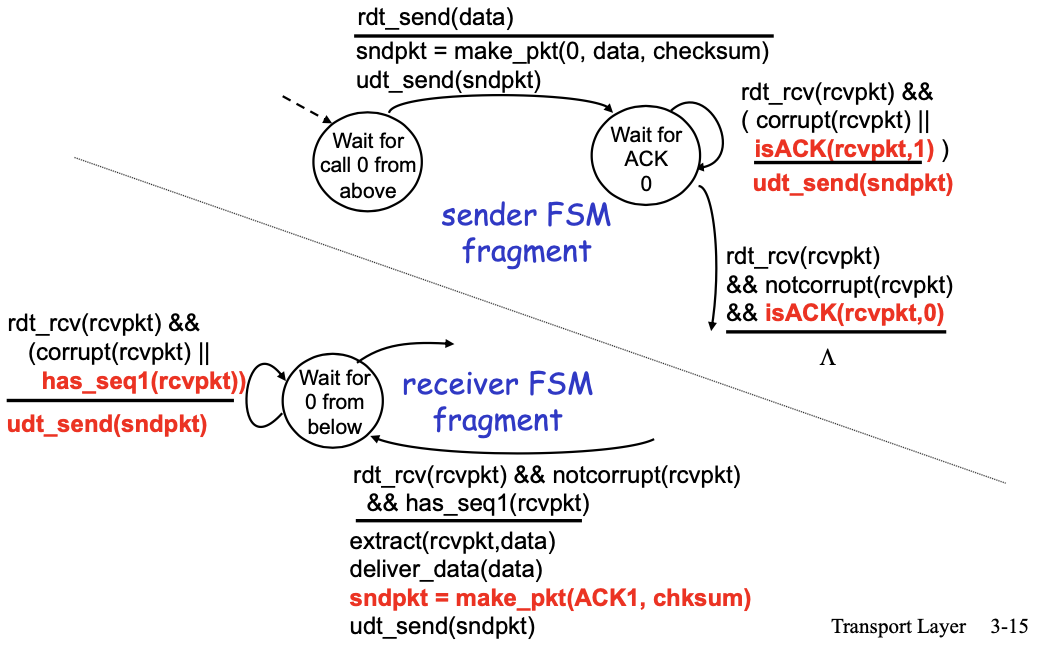 rdt_send(data)
sndpkt = make_pkt(0, data, checksum)
udt_send(sndpkt)
Wait for
call 0 from
above
Wait for
ACK
0
rdt_rcv(rcvpkt) &&
( corrupt(rcvpkt) ||
isACK(rcvpkt,1) )
udt_send(sndpkt)
sender FSM
fragment
rdt_rcv(rcvpkt)
&& notcorrupt(rcvpkt)
&& isACK(rcvpkt,0)
Λ
rdt_rcv(rcvpkt) &&
(corrupt(rcvpkt) ||
has_seq1(rcvpkt))
udt_send(sndpkt)
Wait for
0 from
below
receiver FSM
fragment
rdt_rcv(rcvpkt) && notcorrupt(rcvpkt)
&& has_seq1(rcvpkt)
extract(rcvpkt,data)
deliver_data(data)
sndpkt = make_pkt(ACK1, chksum)
udt_send(sndpkt)
Transport Layer 3-15